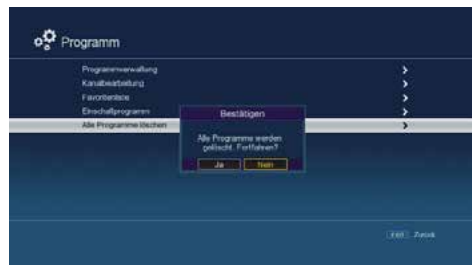 Programm
Programmverwaltung
Kanalbearbeitung
Favoritenliste
Einschaltprogramm
Alle Programme löschen
Bestätigen
Alle Programme werden
gelöscht. Fortfahren?
Ja
Nein
EXIT Zurück